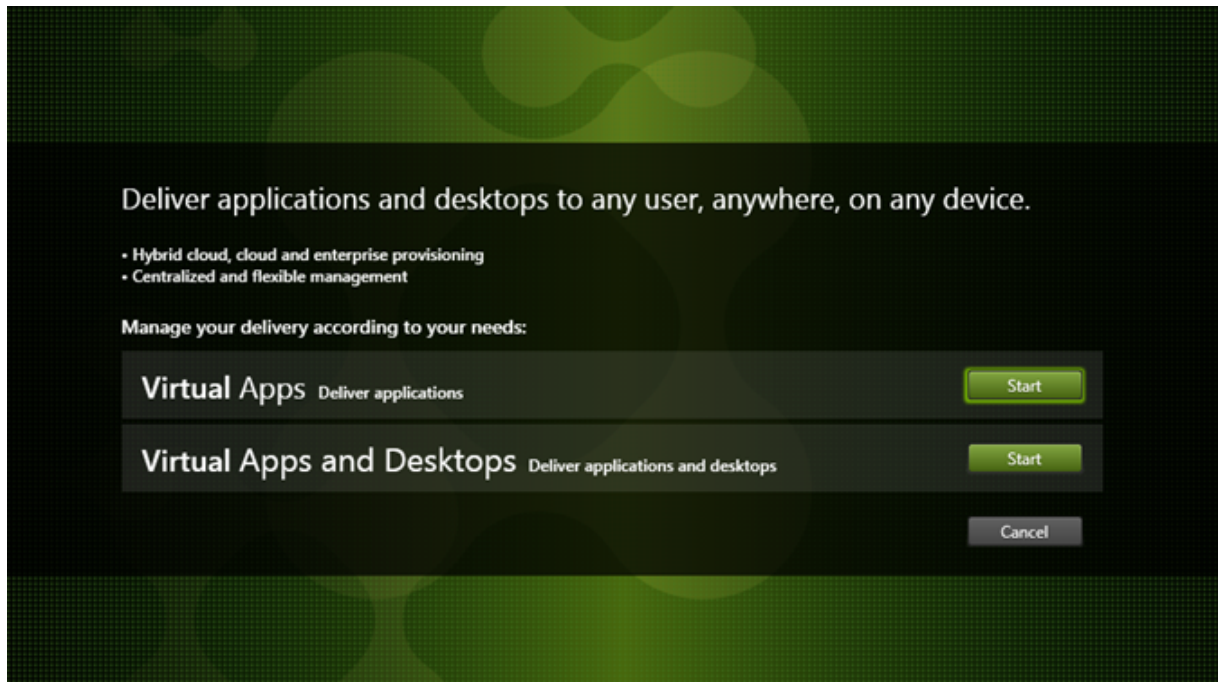 Deliver applications and desktops to any user, anywhere, on any device.
• Hybrid cloud, cloud and enterprise provisioning
• Centralized and flexible management
Manage your delivery according to your needs:
Virtual Apps Deliver applications
Start
Virtual Apps and Desktops Deliver applications and desktops
Start
Cancel